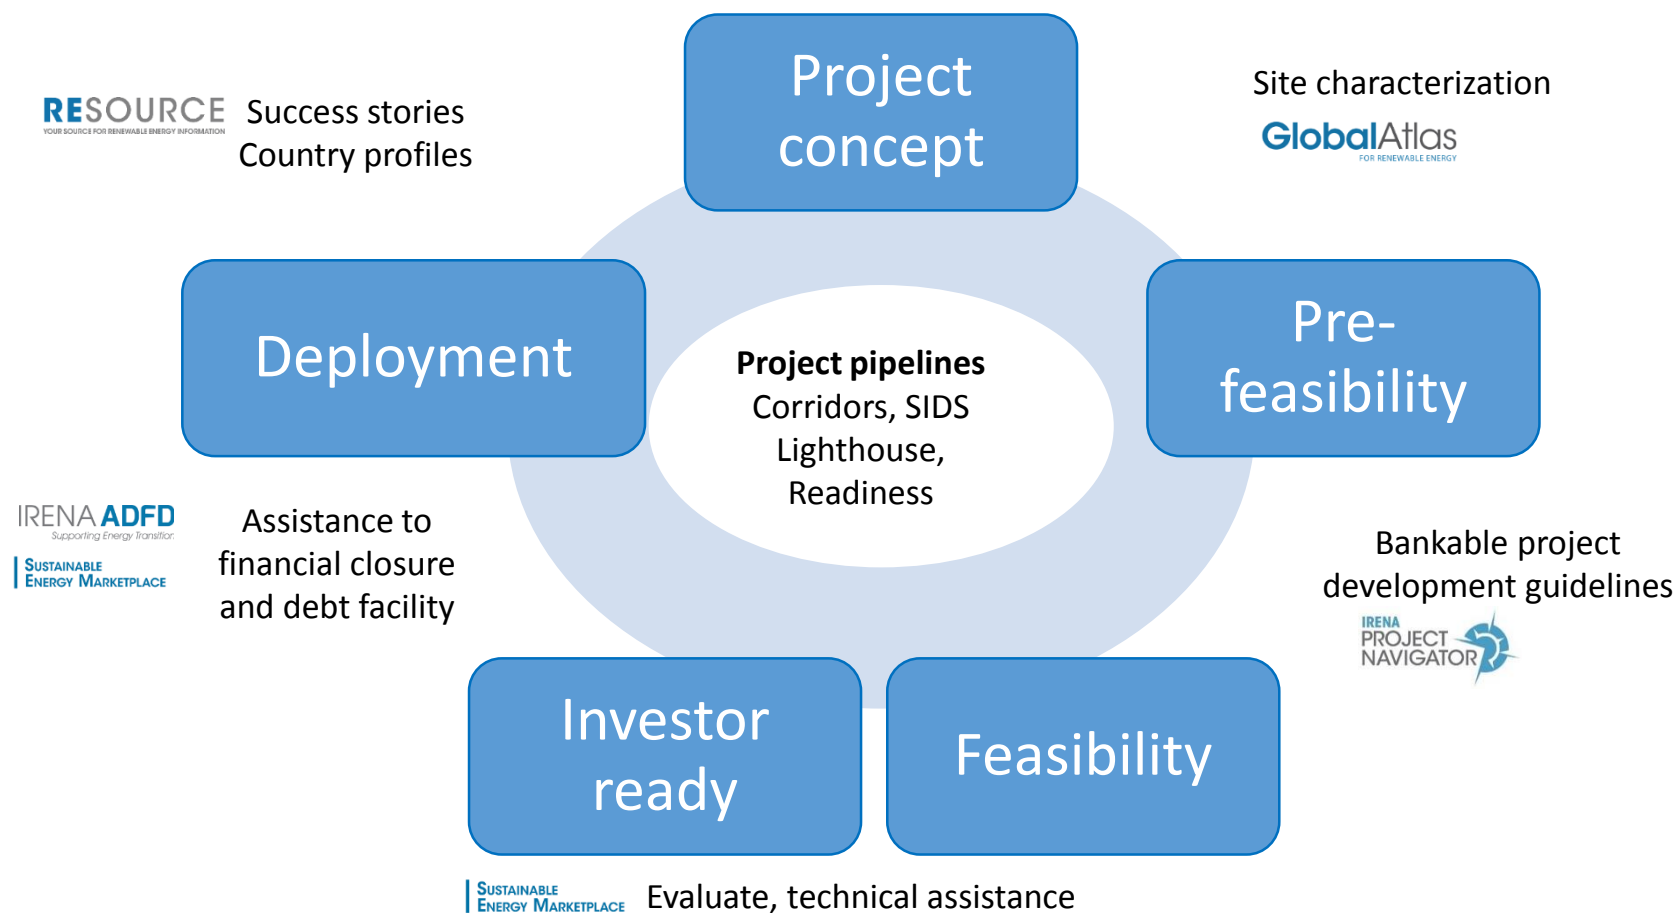 Project
concept
RESOURCE
YOUR SOURCE FOR RENEWABLE ENERGY INFORMATION
Success stories
Country profiles
Site characterization
GlobalAtlas
FOR RENEWABLE ENERGY
Deployment
Pre-
feasibility
Project pipelines
Corridors, SIDS
Lighthouse,
Readiness
IRENA ADFD
Supporting Energy Transition
SUSTAINABLE
ENERGY MARKETPLACE
Assistance to
financial closure
and debt facility
Bankable project
development guidelines
IRENA
PROJECT
NAVIGATOR
Investor
ready
Feasibility
SUSTAINABLE
ENERGY MARKETPLACE
Evaluate, technical assistance